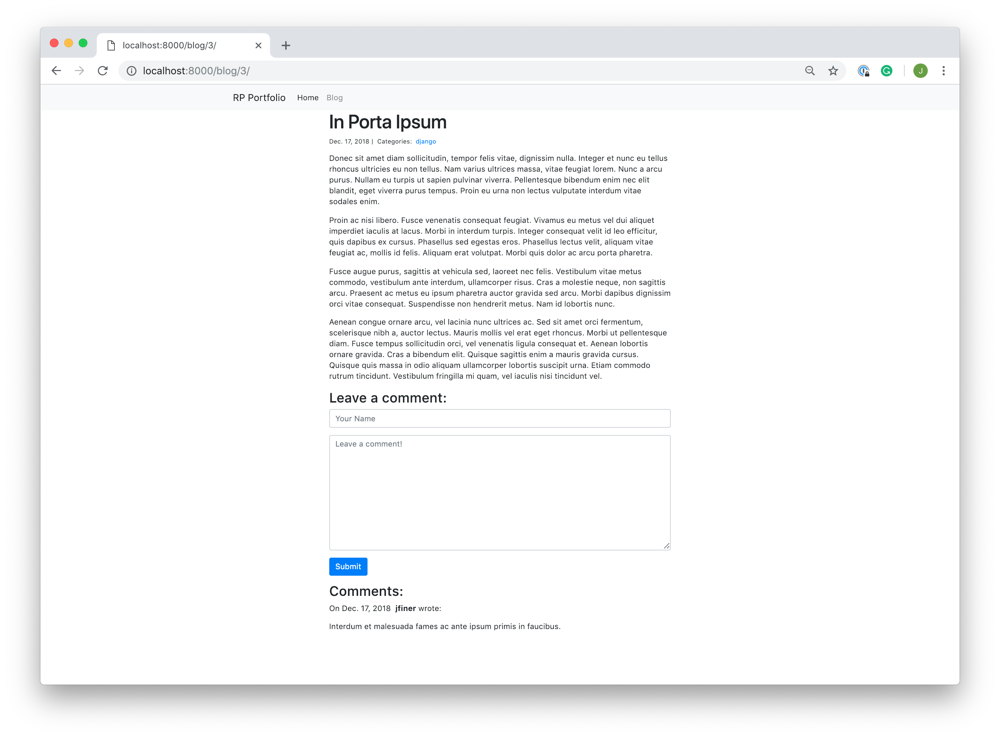 localhost:8000/blog/3/
localhost:8000/blog/3/
J
RP Portfolio Home Blog
In Porta Ipsum
Dec. 17, 2018 | Categories: django
Donec sit amet diam sollicitudin, tempor felis vitae, dignissim nulla. Integer et nunc eu tellus
rhoncus ultricies eu non tellus. Nam varius ultrices massa, vitae feugiat lorem. Nunc a arcu
purus. Nullam eu turpis ut sapien pulvinar viverra. Pellentesque bibendum enim nec elit
blandit, eget viverra purus tempus. Proin eu urna non lectus vulputate interdum vitae
sodales enim.
Proin ac nisi libero. Fusce venenatis consequat feugiat. Vivamus eu metus vel dui aliquet
imperdiet iaculis at lacus. Morbi in interdum turpis. Integer consequat velit id leo efficitur,
quis dapibus ex cursus. Phasellus sed egestas eros. Phasellus lectus velit, aliquam vitae
feugiat ac, mollis id felis. Aliquam erat volutpat. Morbi quis dolor ac arcu porta pharetra.
Fusce augue purus, sagittis at vehicula sed, laoreet nec felis. Vestibulum vitae metus
commodo, vestibulum ante interdum, ullamcorper risus. Cras a molestie neque, non sagittis
arcu. Praesent ac metus eu ipsum pharetra auctor gravida sed arcu. Morbi dapibus dignissim
orci vitae consequat. Suspendisse non hendrerit metus. Nam id lobortis nunc.
Aenean congue ornare arcu, vel lacinia nunc ultrices ac. Sed sit amet orci fermentum,
scelerisque nibh a, auctor lectus. Mauris mollis vel erat eget rhoncus. Morbi ut pellentesque
diam. Fusce tempus sollicitudin orci, vel venenatis ligula consequat et. Aenean lobortis
ornare gravida. Cras a bibendum elit. Quisque sagittis enim a mauris gravida cursus.
Quisque quis massa in odio aliquam ullamcorper lobortis suscipit urna. Etiam commodo
rutrum tincidunt. Vestibulum fringilla mi quam, vel iaculis nisi tincidunt vel.
Leave a comment:
Your Name
Leave a comment!
Submit
Comments:
On Dec. 17, 2018 jfiner wrote:
Interdum et malesuada fames ac ante ipsum primis in faucibus.